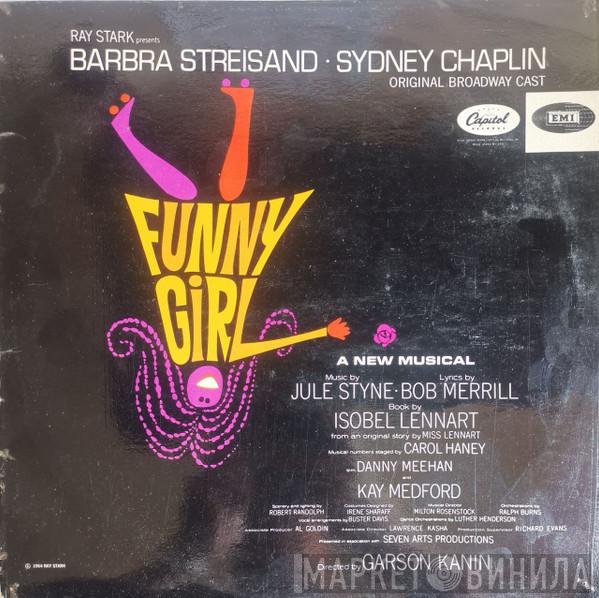 RAY STARK presents
BARBRA STREISAND · SYDNEY CHAPLIN
ORIGINAL BROADWAY CAST
Capitol
RECORDS
EMI
FUNNY
GiRL
A NEW MUSICAL
Music by Lyrics by
JULE STYNE · BOB MERRILL
Book by
ISOBEL LENNART
from an original story by MISS LENNART
Musical numbers staged by CAROL HANEY
with DANNY MEEHAN
and
KAY MEDFORD
Scenery and lighting by Costumes Designed by Musical Director Orchestrations by
ROBERT RANDOLPH IRENE SHARAFF MILTON ROSENSTOCK RALPH BURNS
Vocal arrangements by BUSTER DAVIS Dance Orchestrations by LUTHER HENDERSON
Associate Producer AL GOLDIN Associate Director LAWRENCE KASHA Production Supervisor RICHARD EVANS
Presented in association with SEVEN ARTS PRODUCTIONS
Directed by GARSON KANIN
© 1964 RAY STARK
МАРКЕТ ВИНИЛА